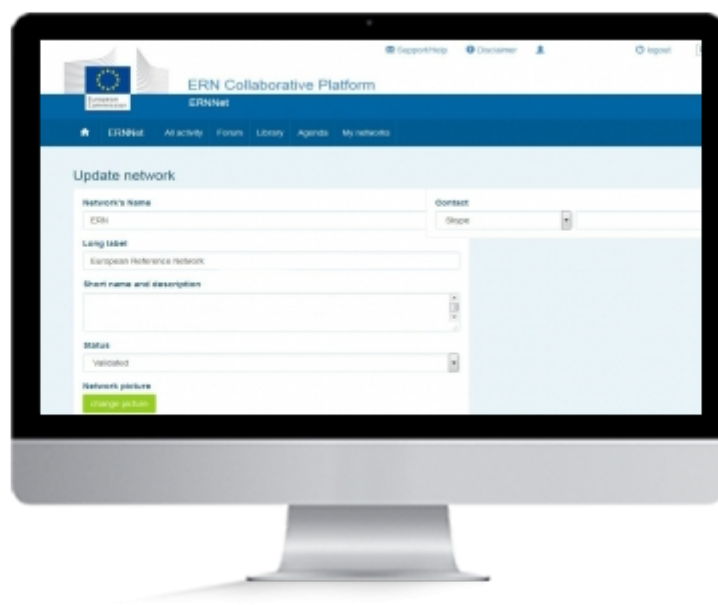 Support/Help Disclaimer logout
European
Commission
ERN Collaborative Platform
ERNNet
ERNNet All activity Forum Library Agenda My networks
Update network
Network's Name
ERN
Contact
Skype
Long label
European Reference Network
Short name and description
Status
Validated
Network picture
change picture